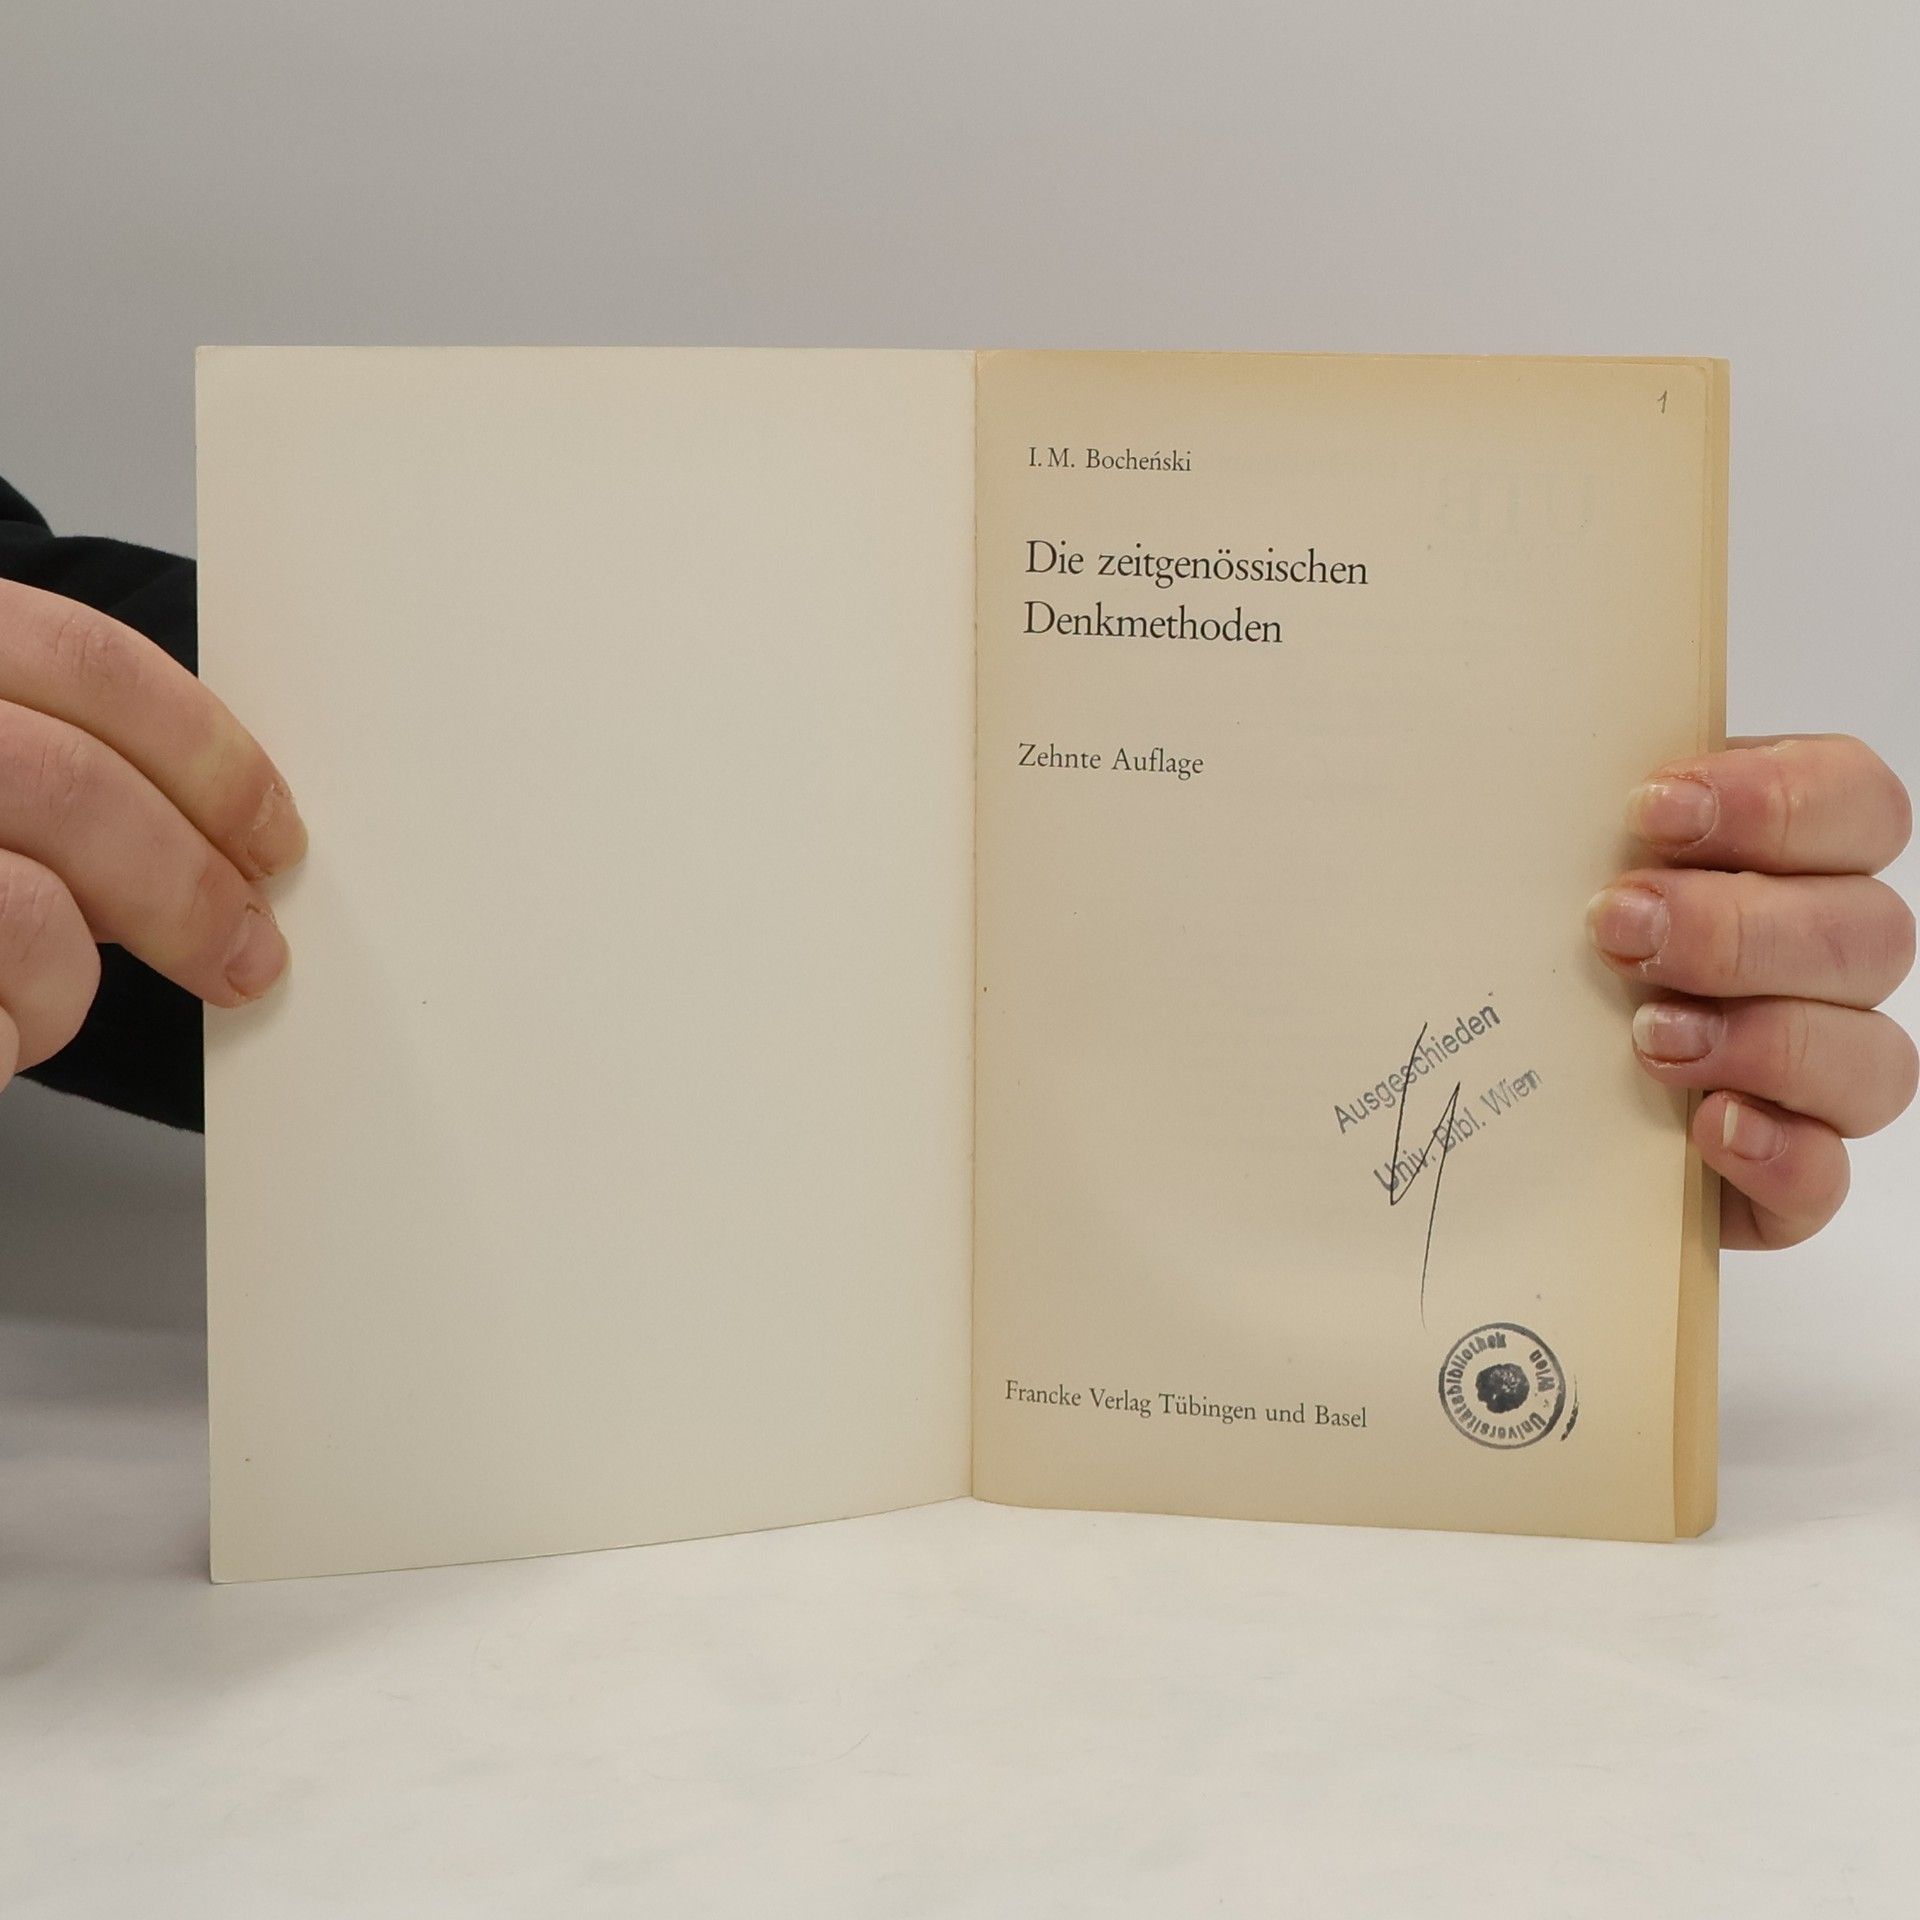 1
I. M. Bocheński
Die zeitgenössischen
Denkmethoden
Zehnte Auflage
Ausgeschieden
Univ. Bibl. Wien
Francke Verlag Tübingen und Basel
Universitätsbibliothek Wien